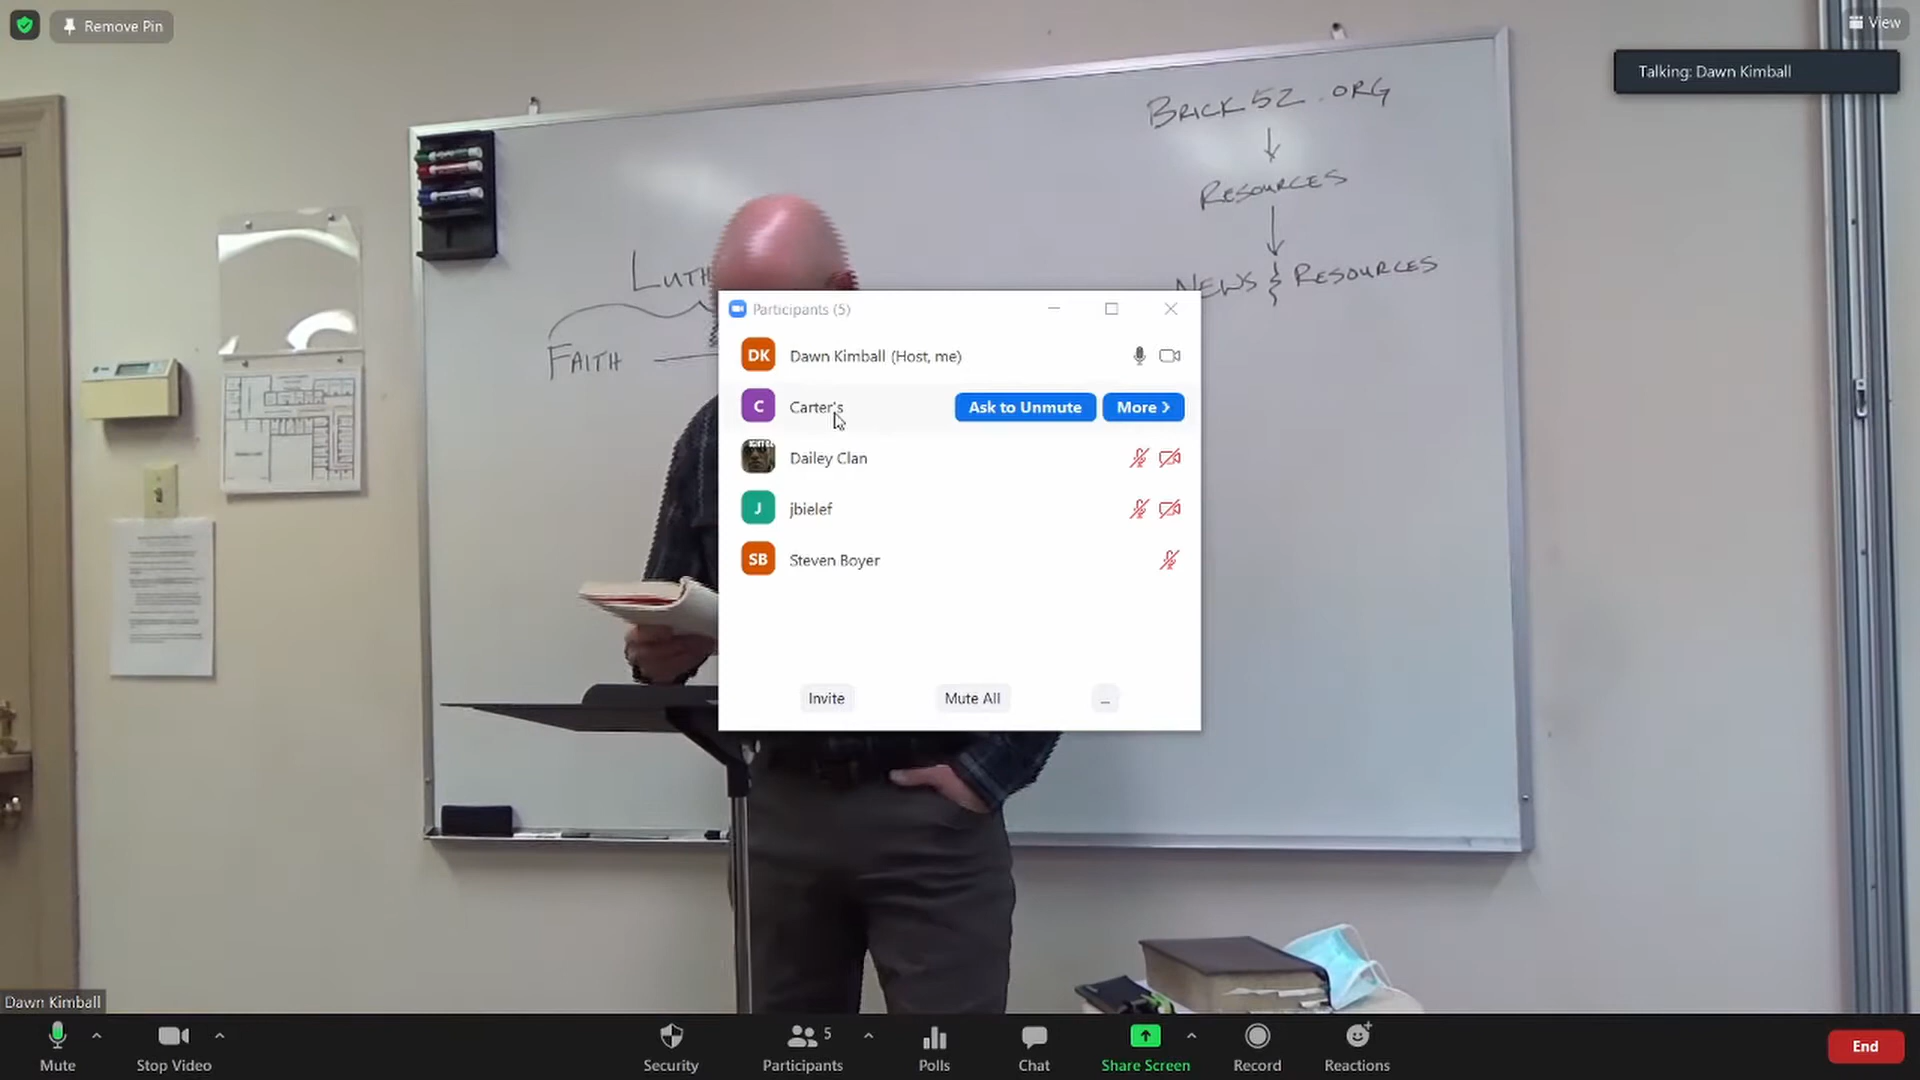 Remove Pin
View
Talking: Dawn Kimball
BRICK52.ORG
RESOURCES
NEWS & RESOURCES
LUTH
FAITH
Participants (5)
DK Dawn Kimball (Host, me)
C Carter's Ask to Unmute More >
Dailey Clan
J jbielef
SB Steven Boyer
Invite Mute All ...
Dawn Kimball
Mute Stop Video Security Participants 5 Polls Chat Share Screen Record Reactions End